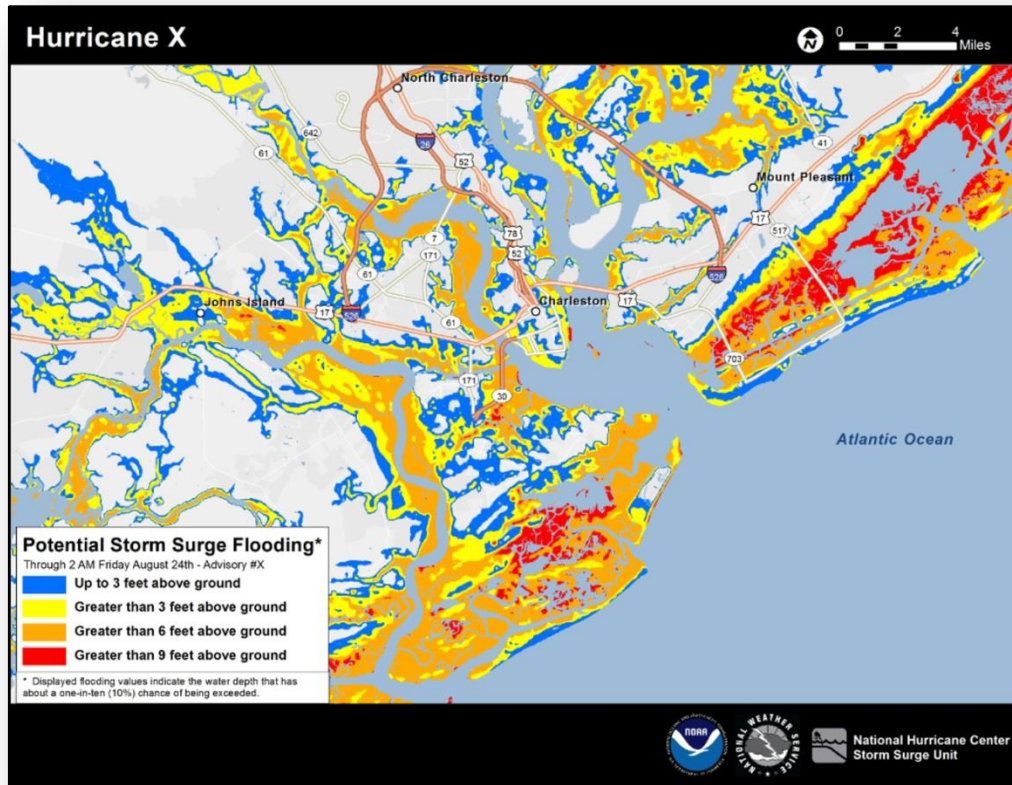 Hurricane X
N
0 2 4
Miles
North Charleston
642
61
26
52
41
Mount Pleasant
17
517
7
78
171
52
61
526
Johns Island
17
526
Charleston
17
61
703
171
30
Atlantic Ocean
Potential Storm Surge Flooding*
Through 2 AM Friday August 24th - Advisory #X
Up to 3 feet above ground
Greater than 3 feet above ground
Greater than 6 feet above ground
Greater than 9 feet above ground
* Displayed flooding values indicate the water depth that has
about a one-in-ten (10%) chance of being exceeded.
NOAA
NATIONAL WEATHER SERVICE
National Hurricane Center
Storm Surge Unit